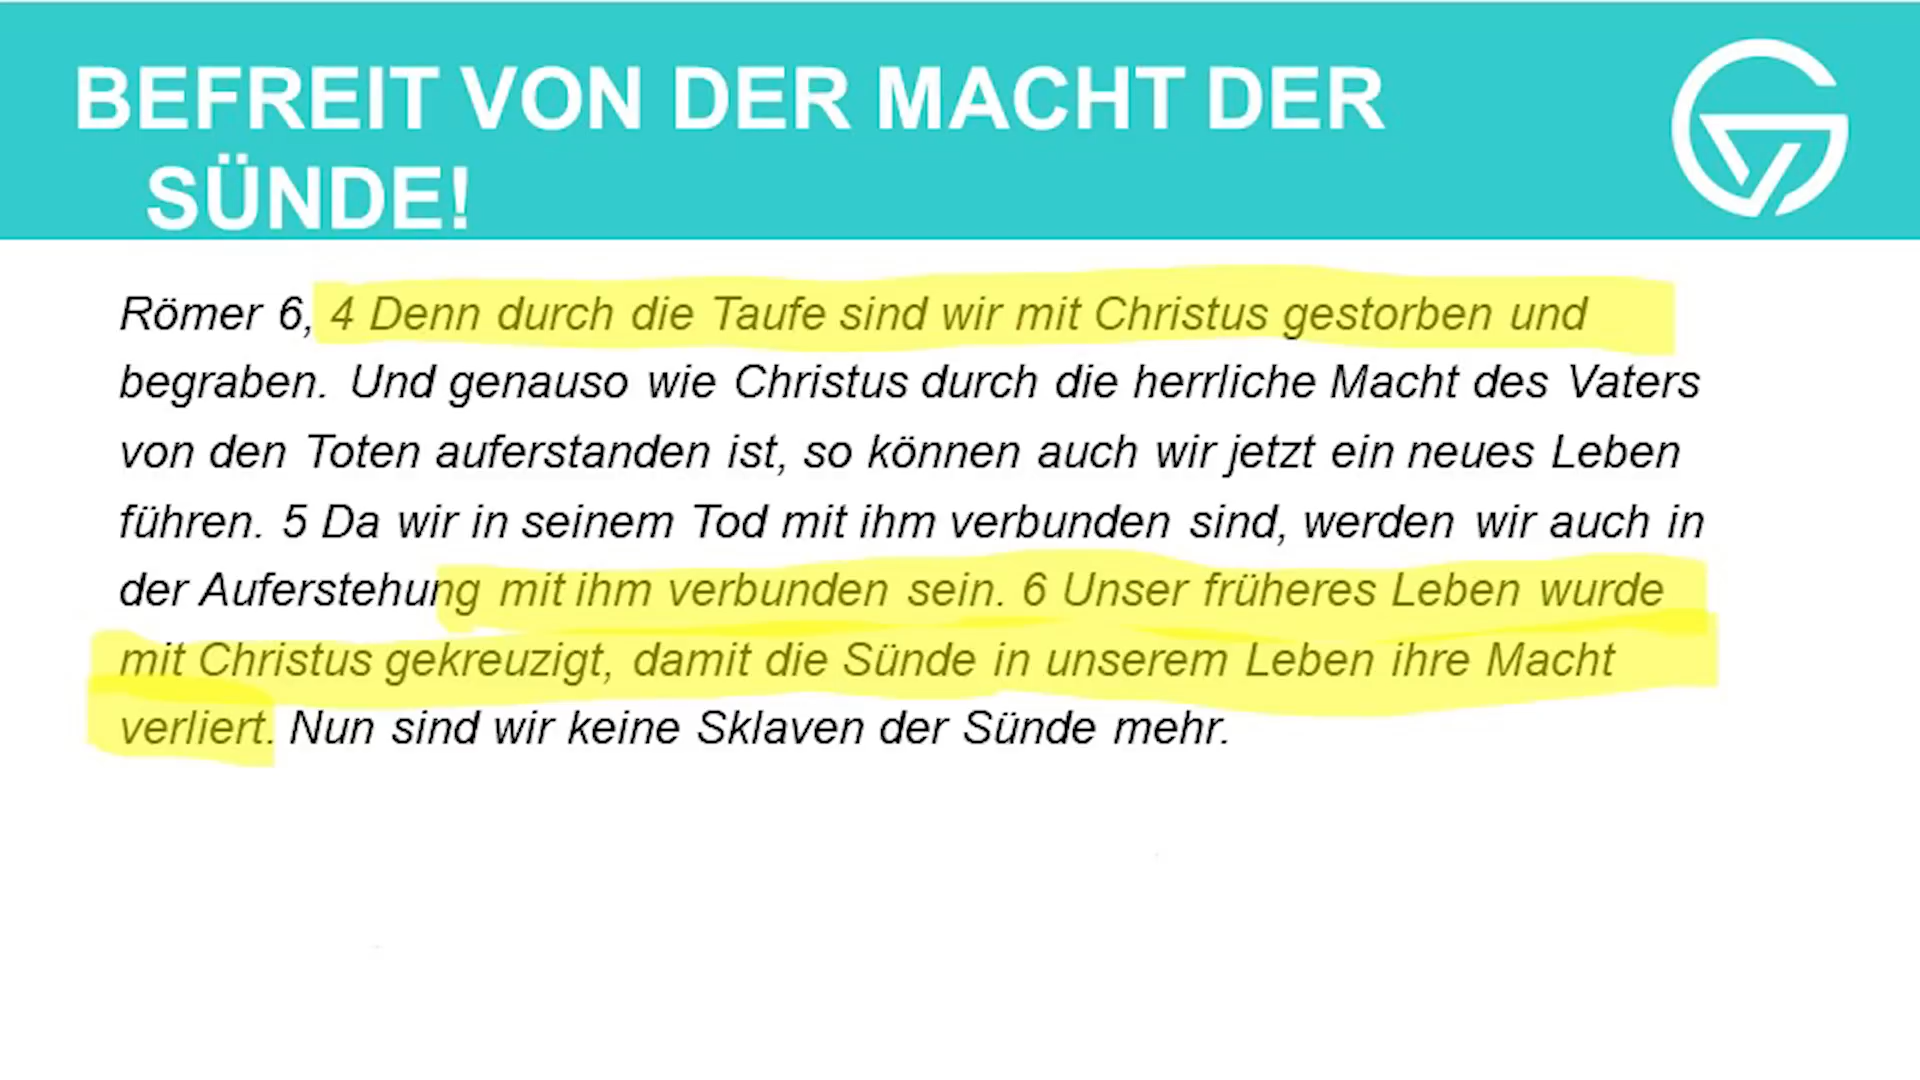 BEFREIT VON DER MACHT DER
SÜNDE!
Römer 6, 4 Denn durch die Taufe sind wir mit Christus gestorben und
begraben. Und genauso wie Christus durch die herrliche Macht des Vaters
von den Toten auferstanden ist, so können auch wir jetzt ein neues Leben
führen. 5 Da wir in seinem Tod mit ihm verbunden sind, werden wir auch in
der Auferstehung mit ihm verbunden sein. 6 Unser früheres Leben wurde
mit Christus gekreuzigt, damit die Sünde in unserem Leben ihre Macht
verliert. Nun sind wir keine Sklaven der Sünde mehr.